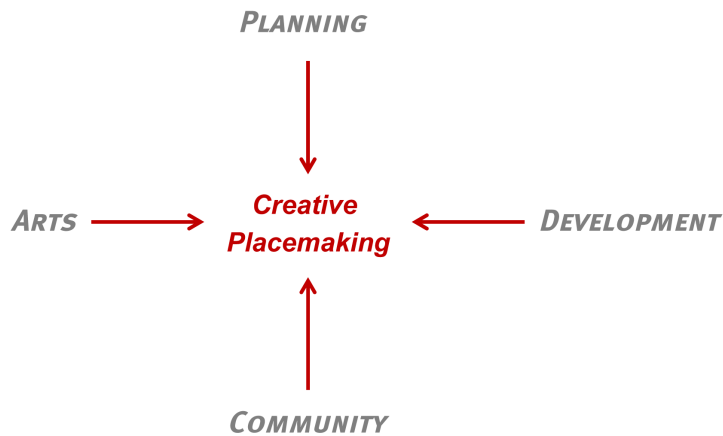 PLANNING
ARTS
Creative
Placemaking
DEVELOPMENT
COMMUNITY